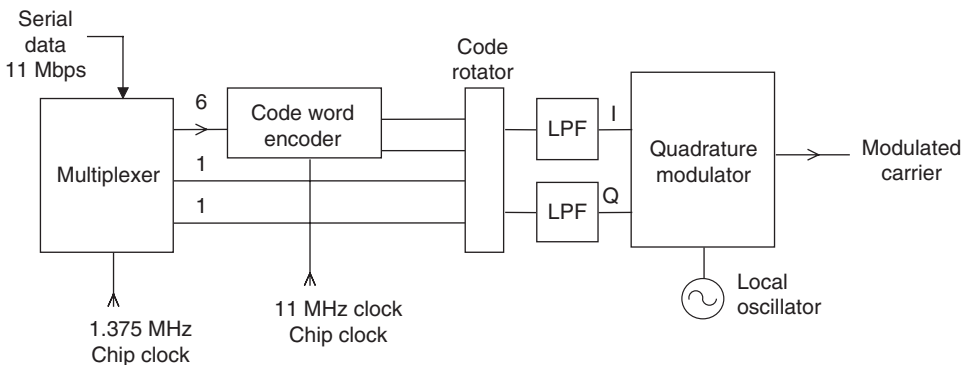 Serial
data
11 Mbps
Code
rotator
6
Code word
encoder
LPF
I
Multiplexer
1
Quadrature
modulator
Modulated
carrier
1
LPF
Q
Local
oscillator
1.375 MHz
Chip clock
11 MHz clock
Chip clock